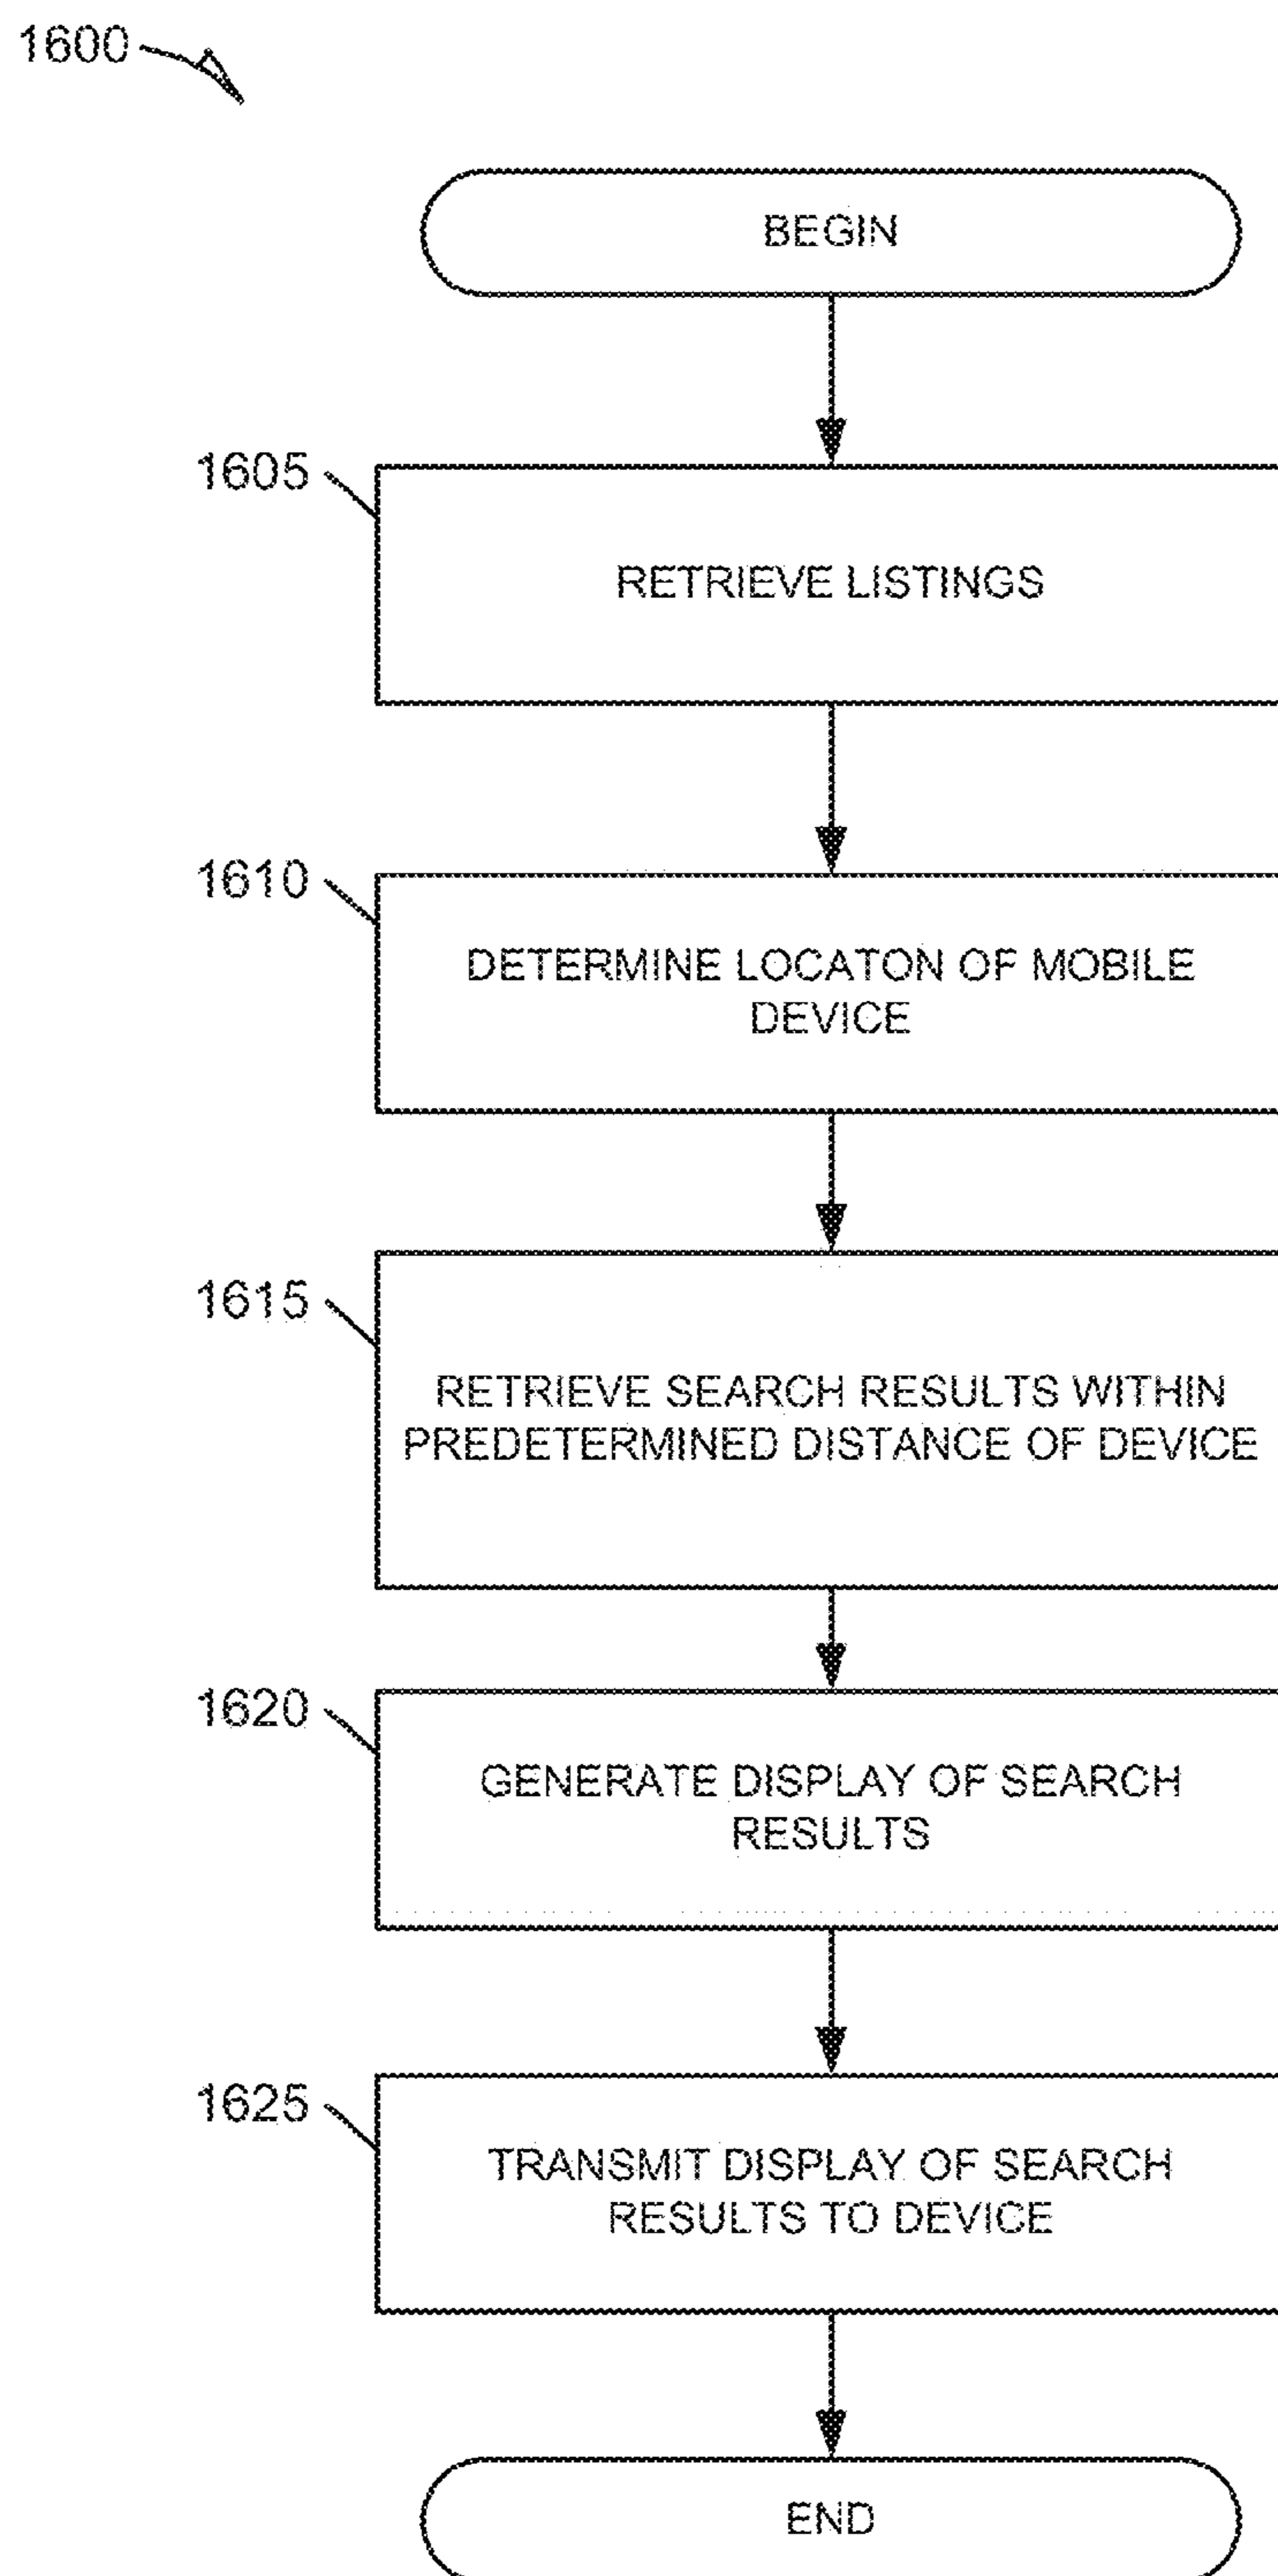 1600
BEGIN
1605
RETRIEVE LISTINGS
1610
DETERMINE LOCATON OF MOBILE
DEVICE
1615
RETRIEVE SEARCH RESULTS WITHIN
PREDETERMINED DISTANCE OF DEVICE
1620
GENERATE DISPLAY OF SEARCH
RESULTS
1625
TRANSMIT DISPLAY OF SEARCH
RESULTS TO DEVICE
END